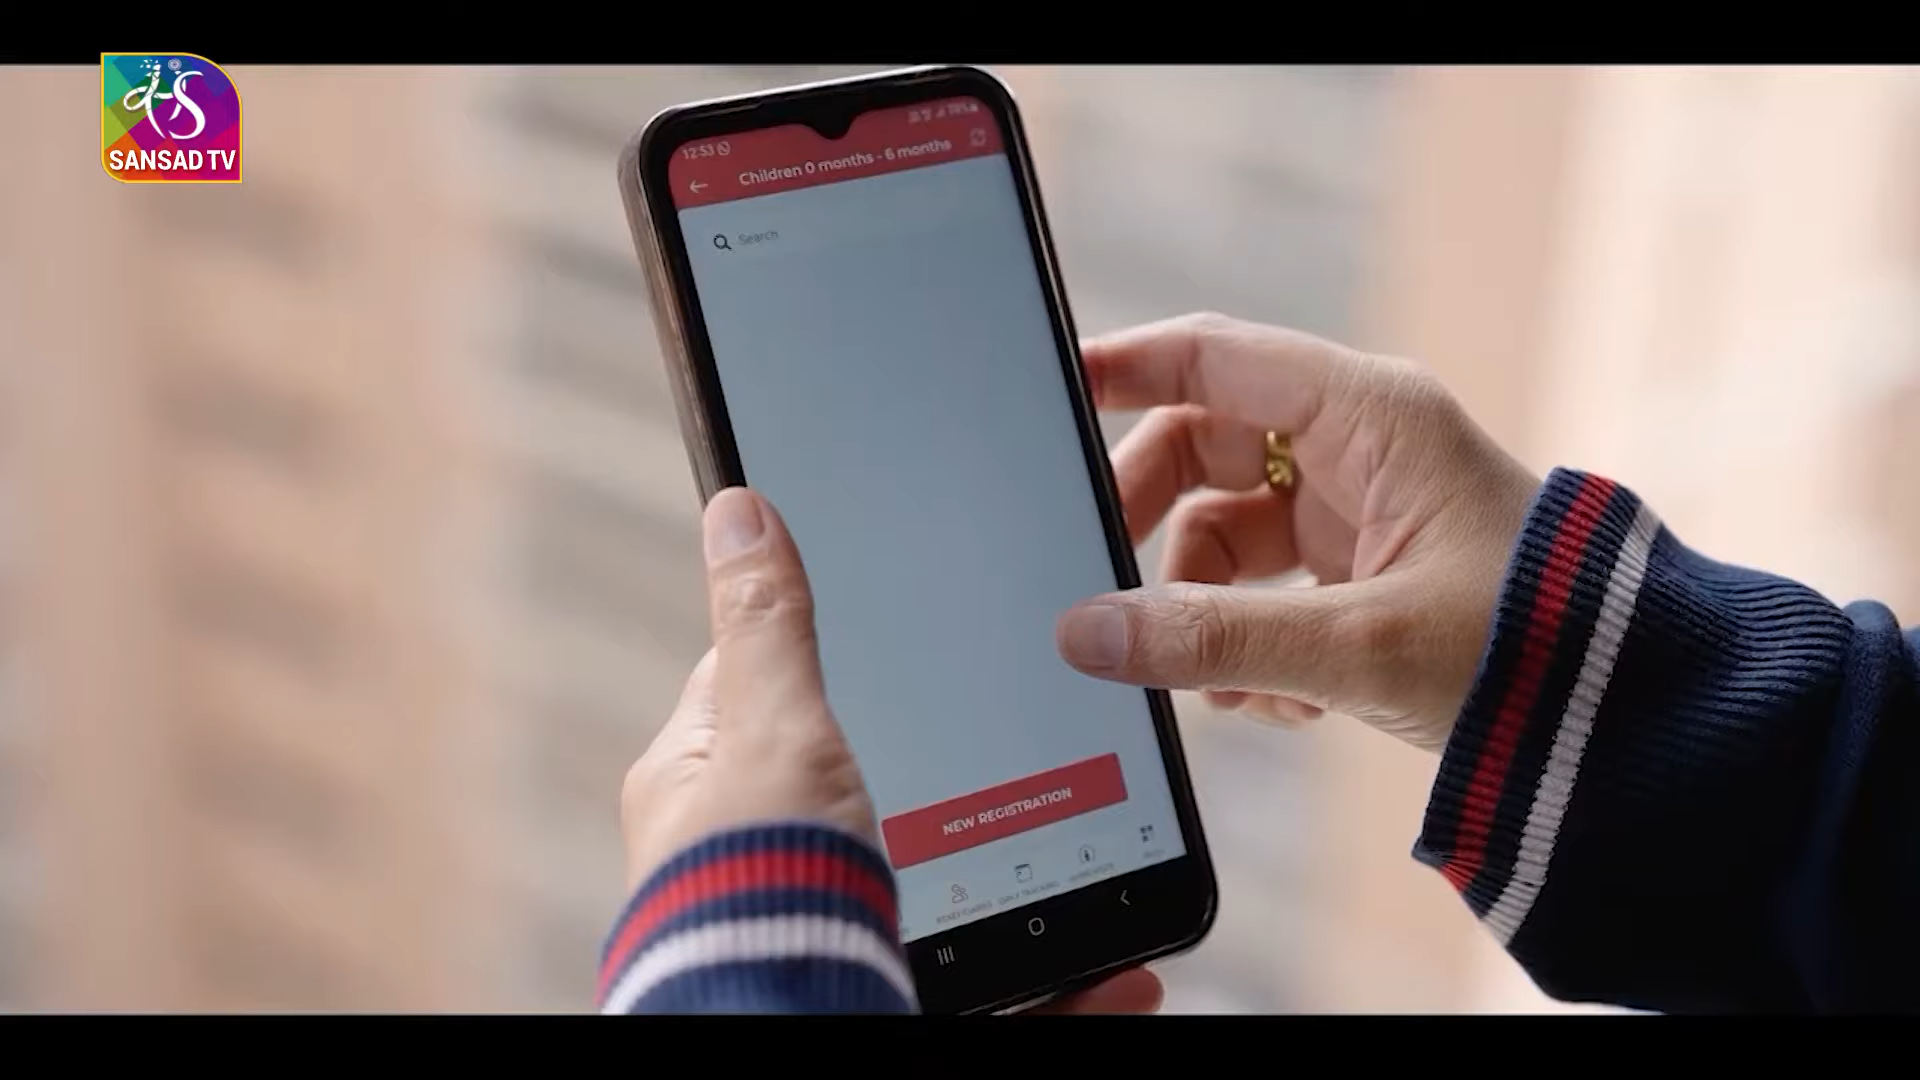 SANSAD TV
12:53
Children 0 months - 6 months
Search
NEW REGISTRATION